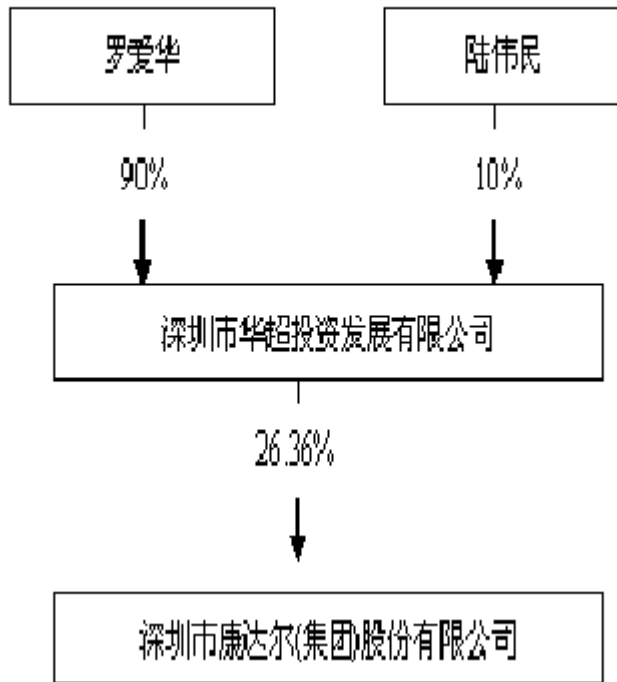 罗爱华
陆伟民
90%
10%
深圳市华超投资发展有限公司
26.36%
深圳市康达尔(集团)股份有限公司